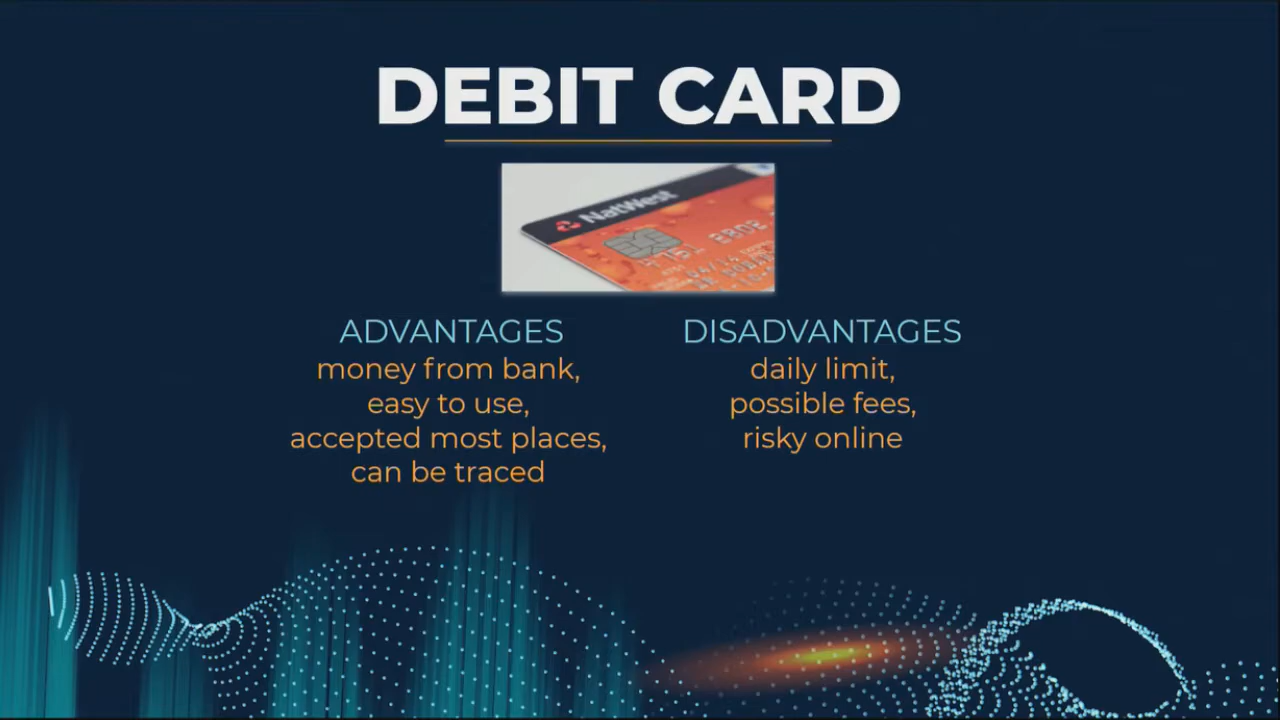 DEBIT CARD
NatWest
ADVANTAGES
money from bank,
easy to use,
accepted most places,
can be traced
DISADVANTAGES
daily limit,
possible fees,
risky online